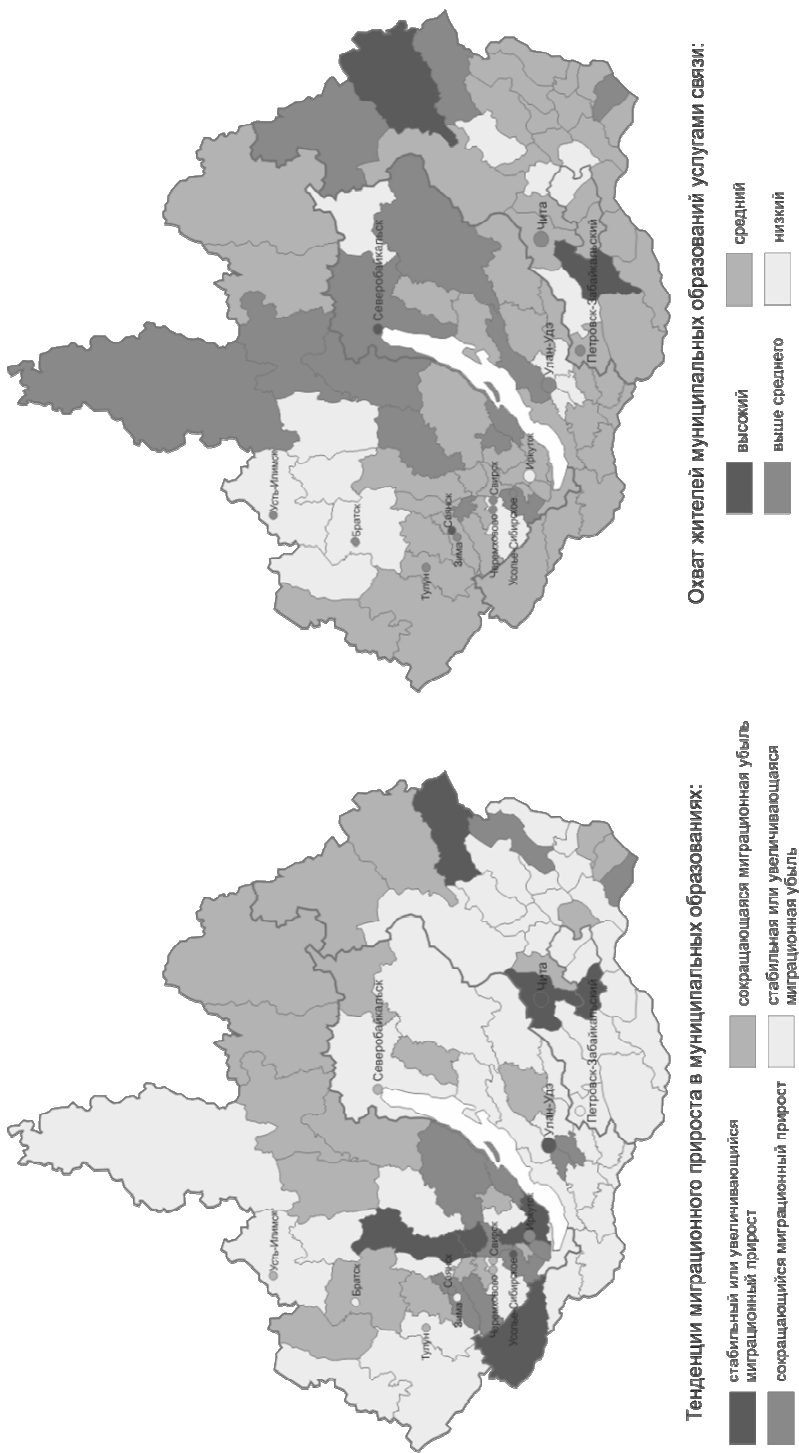 Тенденции миграционного прироста в муниципальных образованиях:
стабильный или увеличивающийся
миграционный прирост
сокращающийся миграционный прирост
сокращающаяся миграционная убыль
стабильная или увеличивающаяся
миграционная убыль
Усть-Илимск
Братск
Тулун
Саянск
Зима
Черемхово
Свирск
Усолье-Сибирское
Иркутск
Северобайкальск
Улан-Удэ
Чита
Петровск-Забайкальский
Охват жителей муниципальных образований услугами связи:
высокий
выше среднего
средний
низкий
Усть-Илимск
Братск
Тулун
Саянск
Зима
Черемхово
Свирск
Усолье-Сибирское
Иркутск
Северобайкальск
Улан-Удэ
Чита
Петровск-Забайкальский